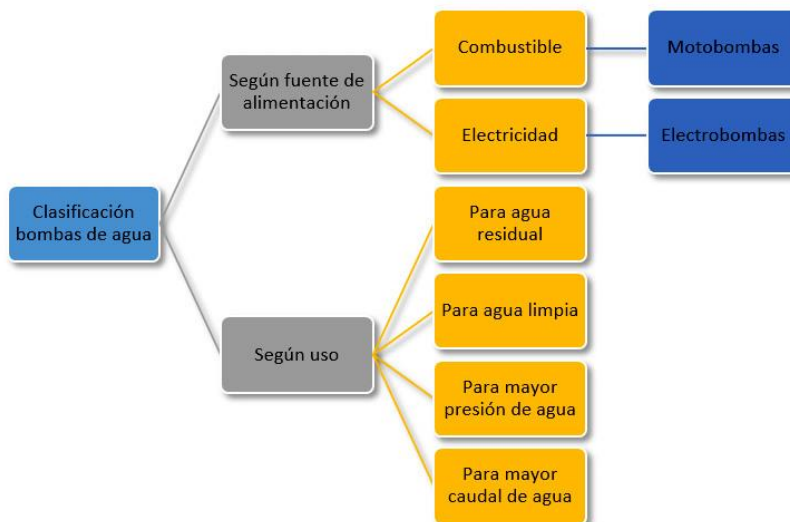 Clasificación
bombas de agua
Según fuente de
alimentación
Combustible
Motobombas
Electricidad
Electrobombas
Según uso
Para agua
residual
Para agua limpia
Para mayor
presión de agua
Para mayor
caudal de agua